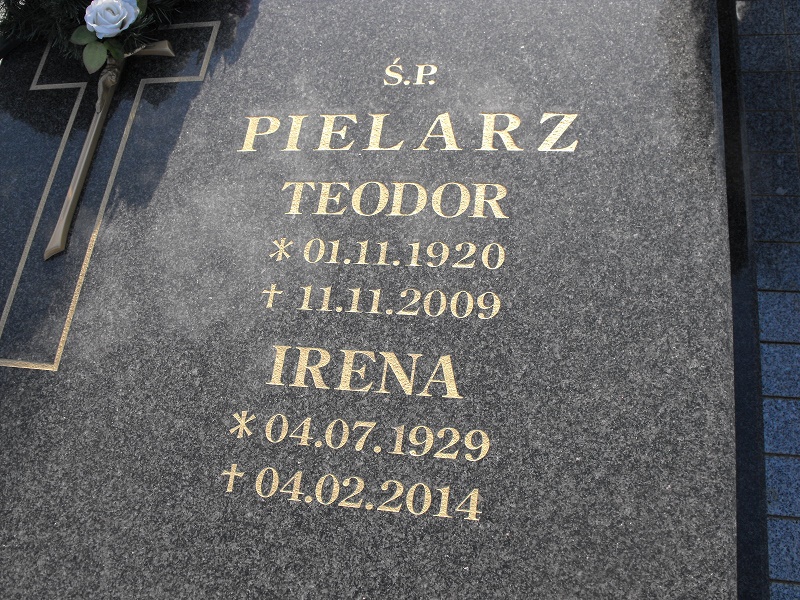 Ś.P.
PIELARZ
TEODOR
* 01.11.1920
† 11.11.2009
IRENA
* 04.07.1929
† 04.02.2014